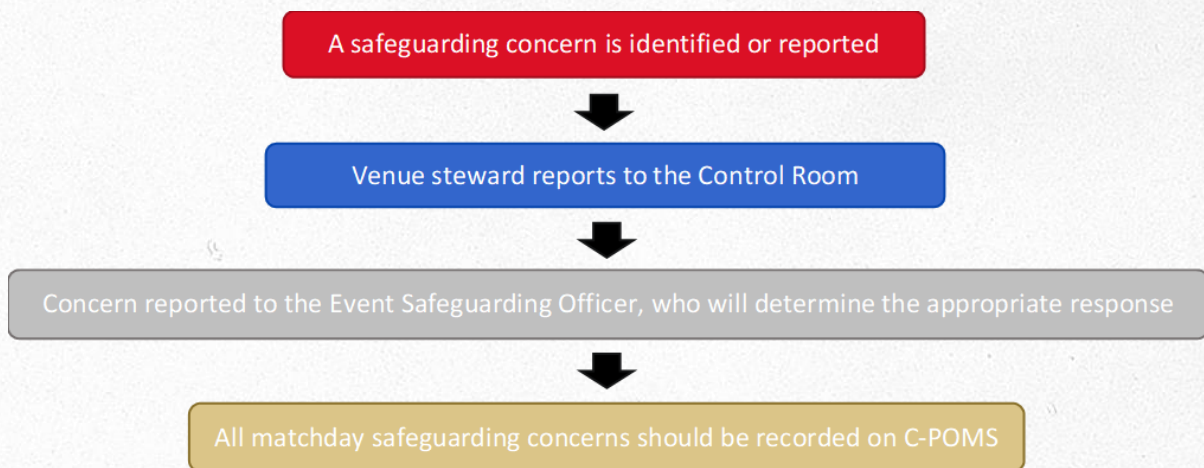 A safeguarding concern is identified or reported
Venue steward reports to the Control Room
Concern reported to the Event Safeguarding Officer, who will determine the appropriate response
All matchday safeguarding concerns should be recorded on C-POMS